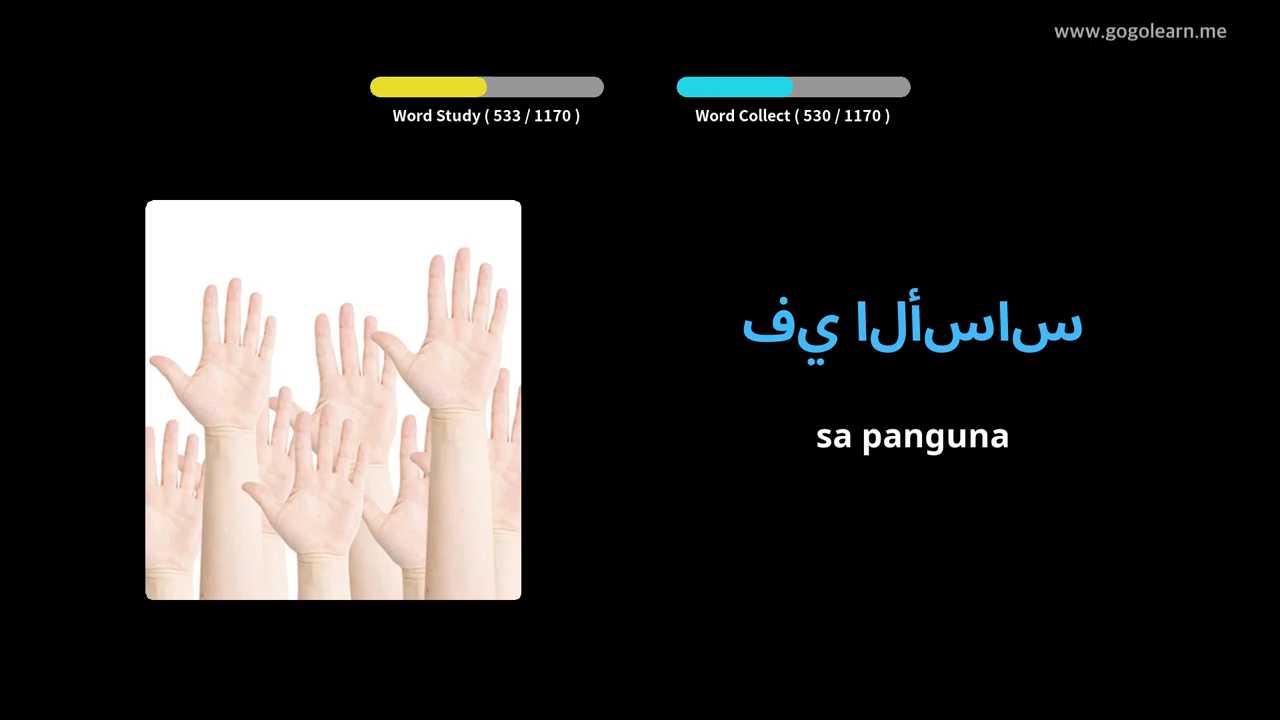 www.gogolearn.me
Word Study ( 533 / 1170 )
Word Collect ( 530 / 1170 )
في الأساس
sa panguna